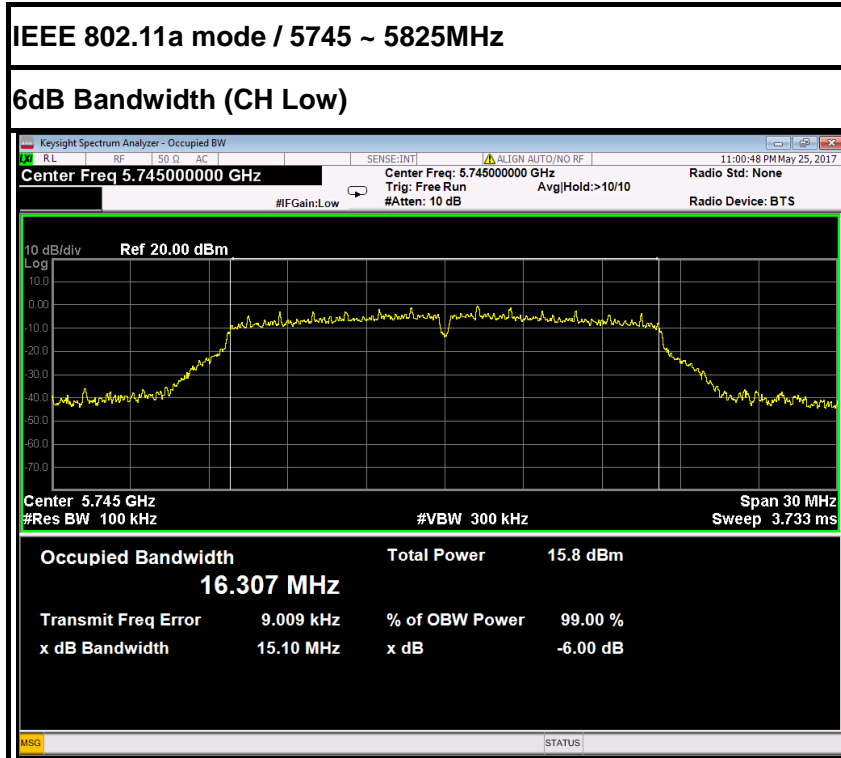 IEEE 802.11a mode / 5745 ~ 5825MHz
6dB Bandwidth (CH Low)
Keysight Spectrum Analyzer - Occupied BW
LXI RL RF 50 Ω AC SENSE:INT ALIGN AUTO/NO RF 11:00:48 PM May 25, 2017
Center Freq 5.745000000 GHz Center Freq: 5.745000000 GHz Radio Std: None
Trig: Free Run Avg|Hold:>10/10
#IFGain:Low #Atten: 10 dB Radio Device: BTS
10 dB/div Ref 20.00 dBm
Log
10.0
0.00
-10.0
-20.0
-30.0
-40.0
-50.0
-60.0
-70.0
Center 5.745 GHz Span 30 MHz
#Res BW 100 kHz #VBW 300 kHz Sweep 3.733 ms
Occupied Bandwidth Total Power 15.8 dBm
16.307 MHz
Transmit Freq Error 9.009 kHz % of OBW Power 99.00 %
x dB Bandwidth 15.10 MHz x dB -6.00 dB
MSG STATUS